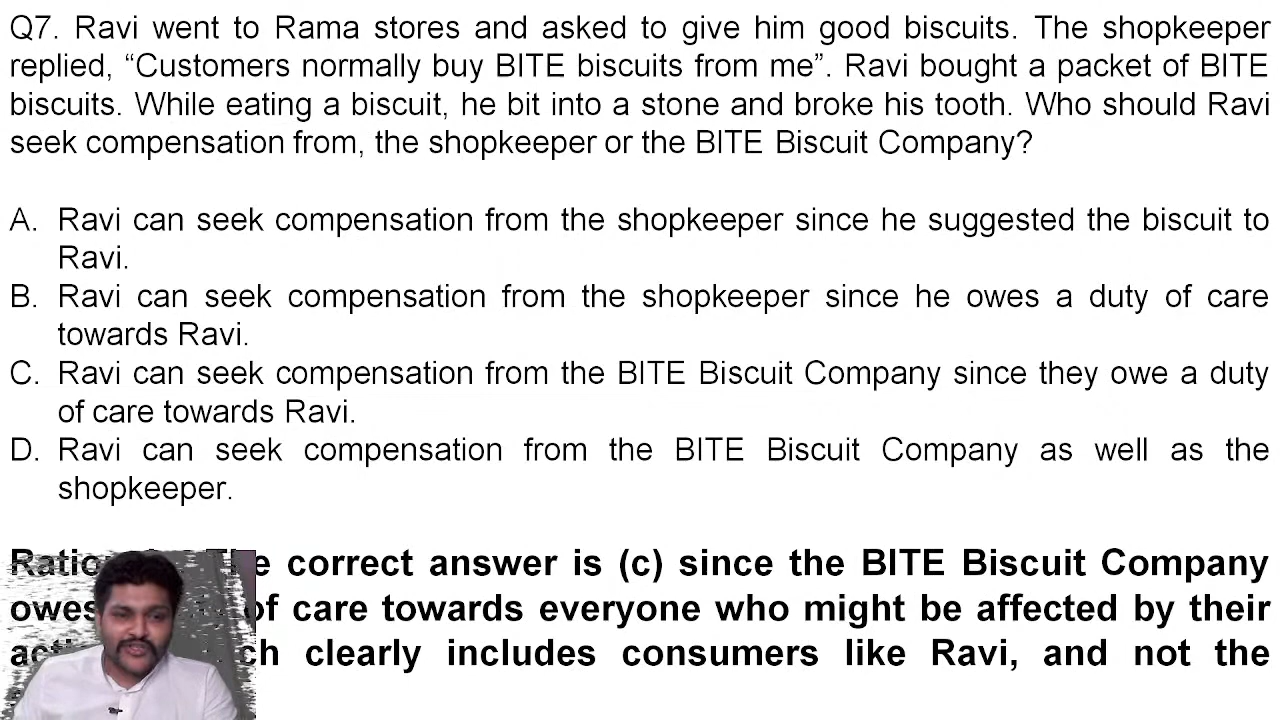 Q7. Ravi went to Rama stores and asked to give him good biscuits. The shopkeeper
replied, “Customers normally buy BITE biscuits from me”. Ravi bought a packet of BITE
biscuits. While eating a biscuit, he bit into a stone and broke his tooth. Who should Ravi
seek compensation from, the shopkeeper or the BITE Biscuit Company?
A. Ravi can seek compensation from the shopkeeper since he suggested the biscuit to
Ravi.
B. Ravi can seek compensation from the shopkeeper since he owes a duty of care
towards Ravi.
C. Ravi can seek compensation from the BITE Biscuit Company since they owe a duty
of care towards Ravi.
D. Ravi can seek compensation from the BITE Biscuit Company as well as the
shopkeeper.
correct answer is (c) since the BITE Biscuit Company
owes of care towards everyone who might be affected by their
clearly includes consumers like Ravi, and not the